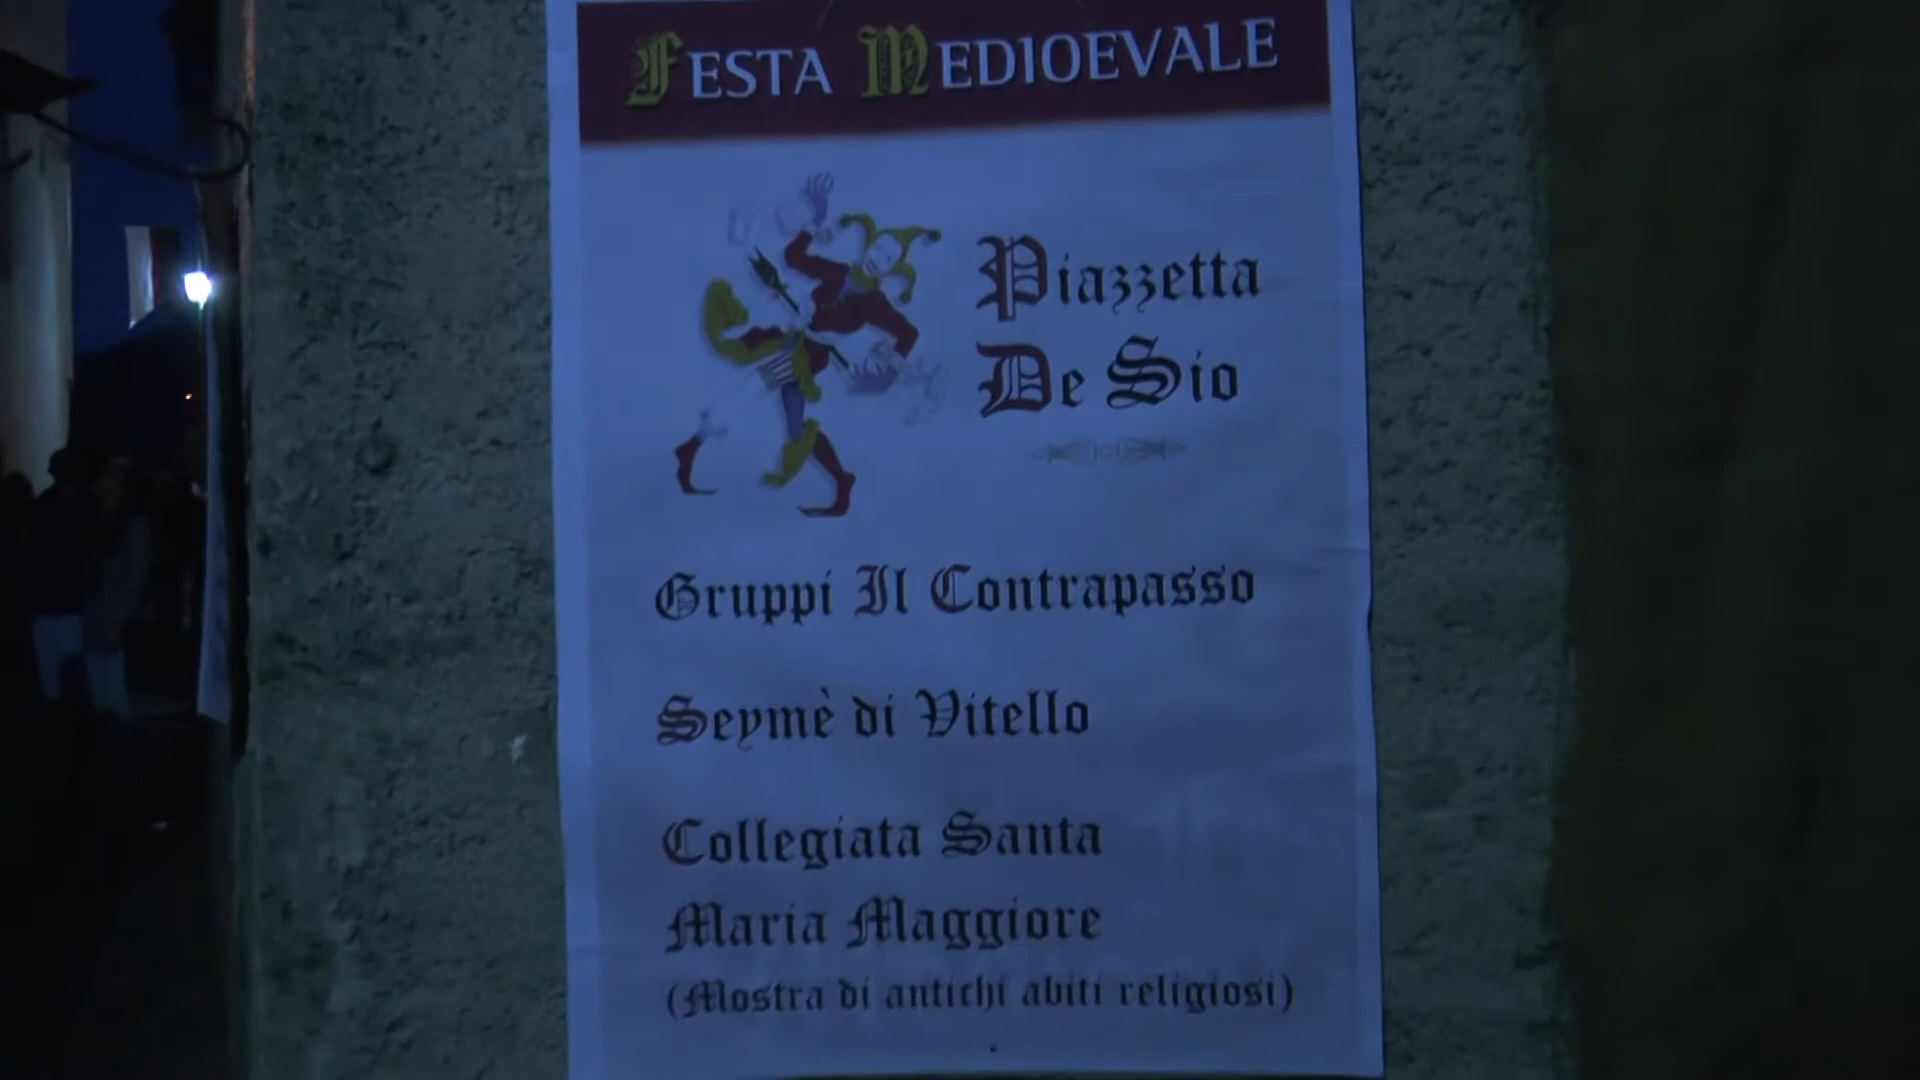 FESTA MEDIOEVALE
Piazzetta
De Sio
Gruppi Il Contrapasso
Seymè di Vitello
Collegiata Santa
Maria Maggiore
(Mostra di antichi abiti religiosi)